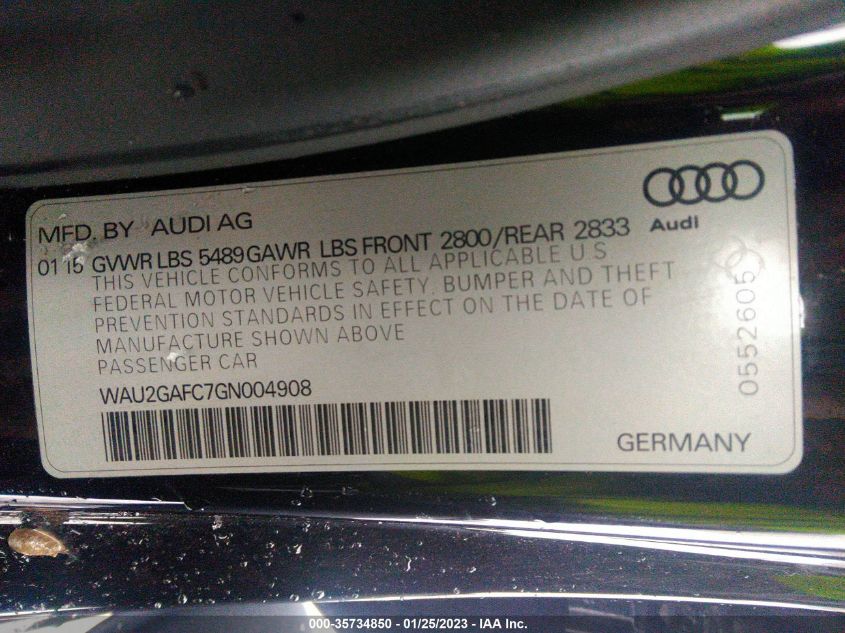 MFD. BY AUDI AG
Audi
01 15 GVWR LBS 5489 GAWR LBS FRONT 2800/REAR 2833
THIS VEHICLE CONFORMS TO ALL APPLICABLE U.S
FEDERAL MOTOR VEHICLE SAFETY, BUMPER AND THEFT
PREVENTION STANDARDS IN EFFECT ON THE DATE OF
MANUFACTURE SHOWN ABOVE
PASSENGER CAR
0552605
WAU2GAFC7GN004908
GERMANY
000-35734850 / 01/25/2023 - IAA Inc.